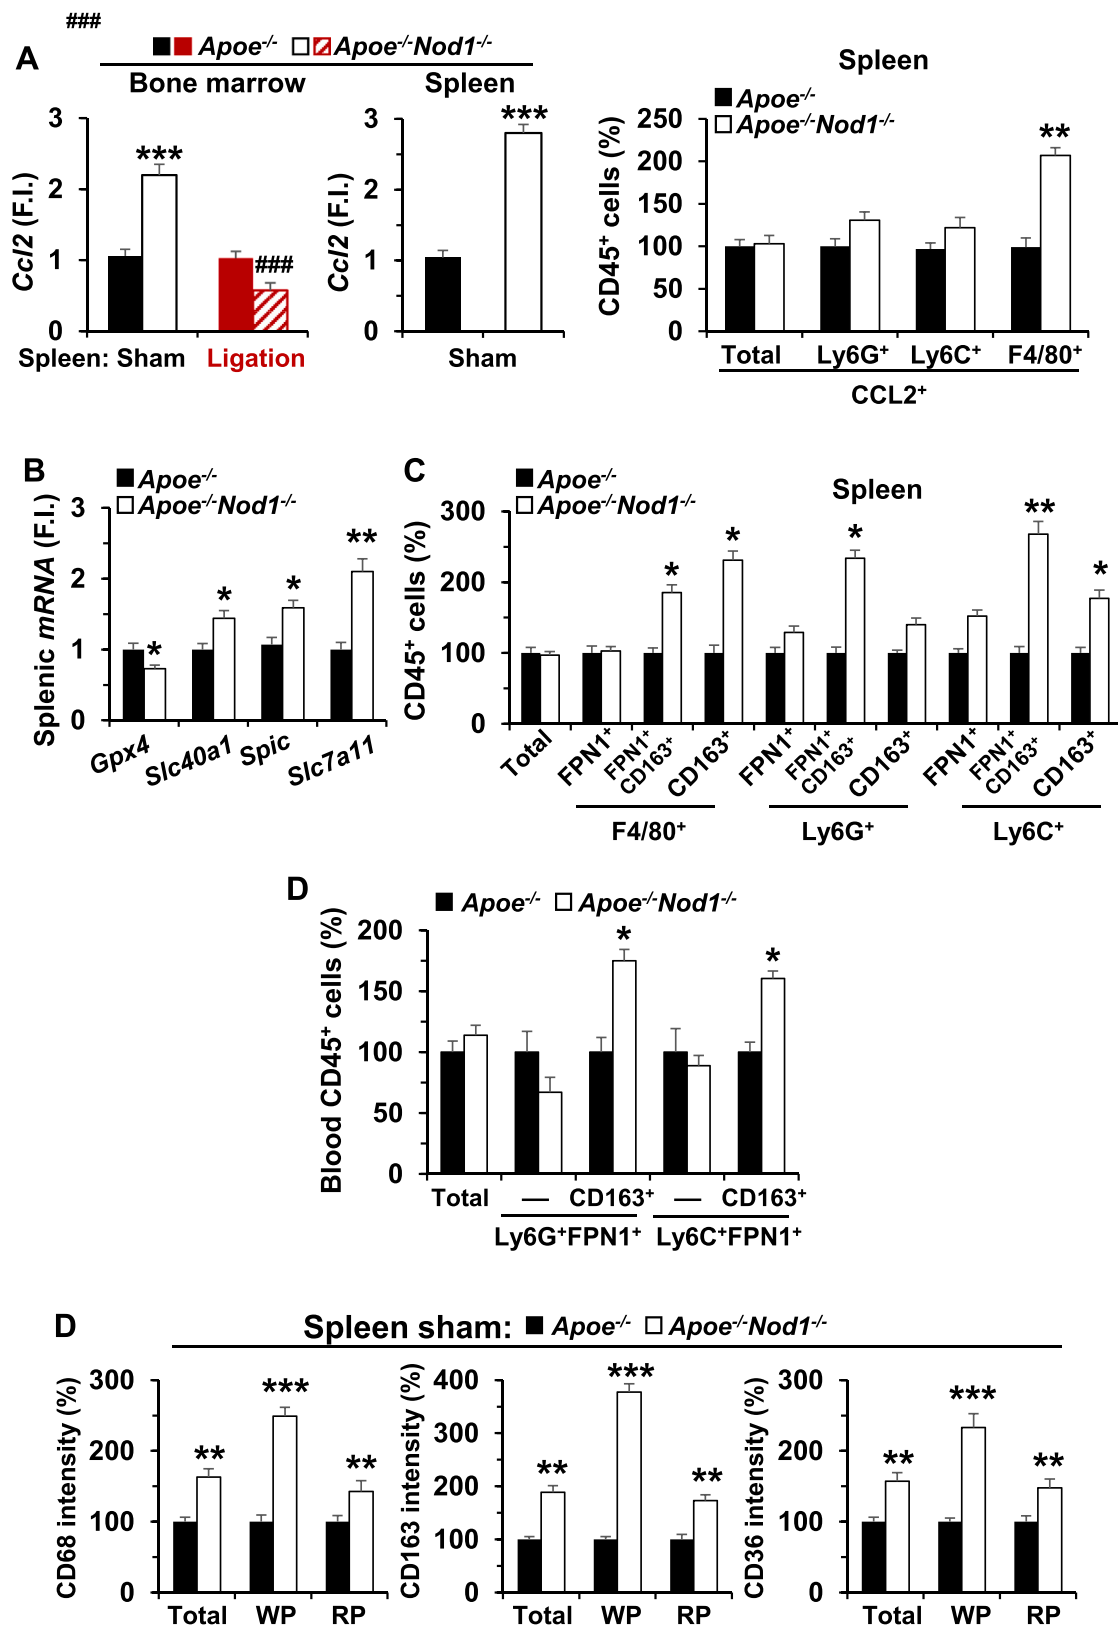 ###
A
Apoe-/- Apoe-/-Nod1-/-
Bone marrow
Spleen
Ccl2 (F.I.)
3
2
1
0
***
###
Spleen: Sham
Ligation
Ccl2 (F.I.)
3
2
1
0
***
Sham
Spleen
Apoe-/-
Apoe-/-Nod1-/-
CD45+ cells (%)
250
200
150
100
50
0
**
Total Ly6G+ Ly6C+ F4/80+
CCL2+
B
Apoe-/-
Apoe-/-Nod1-/-
Splenic mRNA (F.I.)
3
2
1
0
* * * **
Gpx4 Slc40a1 Spic Slc7a11
C
Apoe-/-
Apoe-/-Nod1-/-
Spleen
CD45+ cells (%)
300
200
100
0
* * * ** *
Total FPN1+ FPN1+ CD163+ CD163+ FPN1+ FPN1+ CD163+ CD163+ FPN1+ FPN1+ CD163+ CD163+
F4/80+ Ly6G+ Ly6C+
D
Apoe-/- Apoe-/-Nod1-/-
Blood CD45+ cells (%)
200
150
100
50
0
* *
Total — CD163+ — CD163+
Ly6G+FPN1+ Ly6C+FPN1+
D
Spleen sham: Apoe-/- Apoe-/-Nod1-/-
CD68 intensity (%)
300
200
100
0
** *** **
Total WP RP
CD163 intensity (%)
400
300
200
100
0
** *** **
Total WP RP
CD36 intensity (%)
300
200
100
0
** *** **
Total WP RP